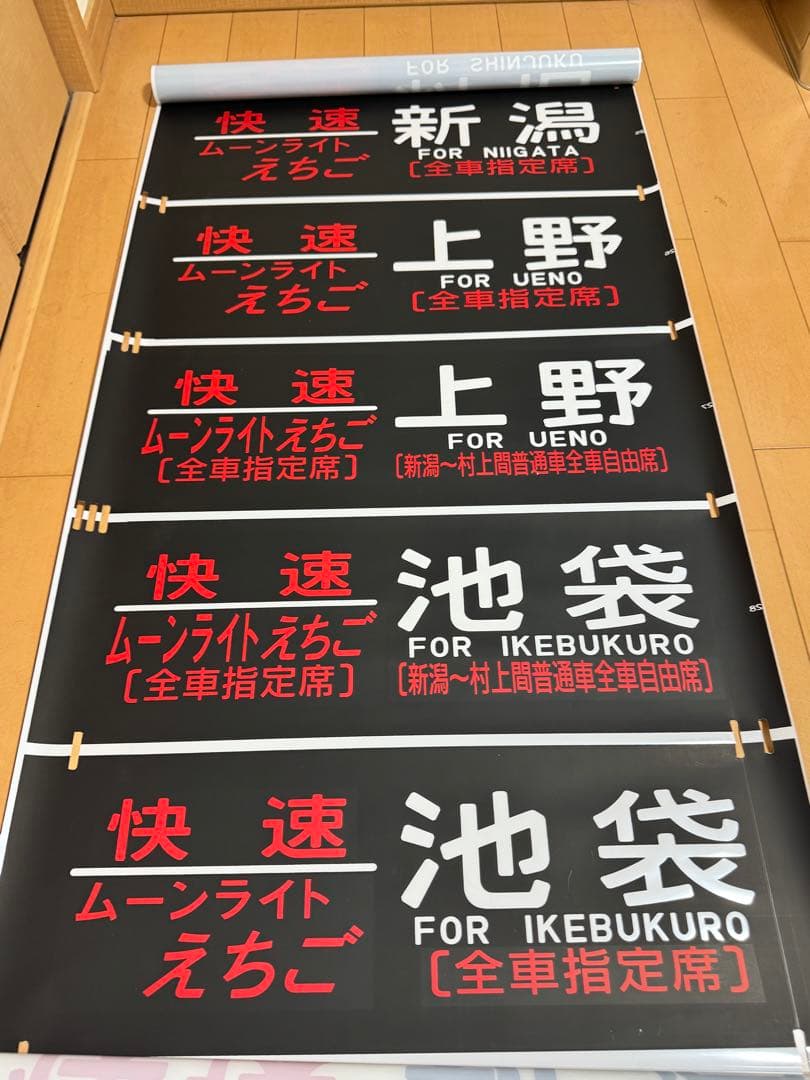 FOR SHINJUKU
快速
ムーンライト
えちご
新潟
FOR NIIGATA
〔全車指定席〕
快速
ムーンライト
えちご
上野
FOR UENO
〔全車指定席〕
快速
ムーンライトえちご
〔全車指定席〕
上野
FOR UENO
〔新潟〜村上間普通車全車自由席〕
快速
ムーンライトえちご
〔全車指定席〕
池袋
FOR IKEBUKURO
〔新潟〜村上間普通車全車自由席〕
28
快速
ムーンライト
えちご
池袋
FOR IKEBUKURO
〔全車指定席〕